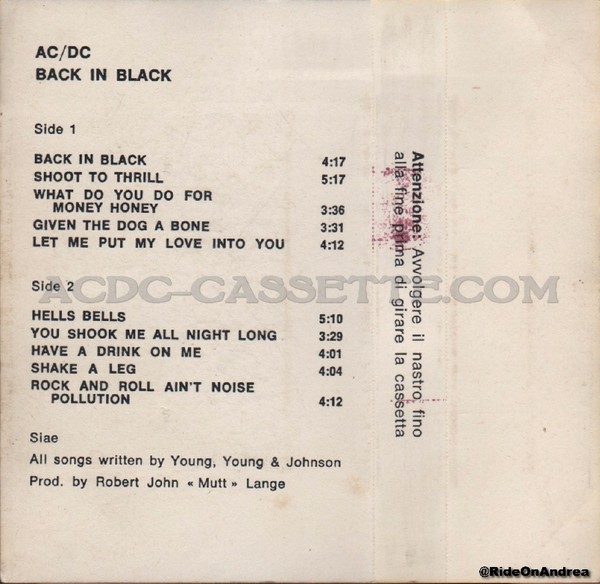 AC/DC
BACK IN BLACK
Side 1
BACK IN BLACK 4:17
SHOOT TO THRILL 5:17
WHAT DO YOU DO FOR
MONEY HONEY 3:36
GIVEN THE DOG A BONE 3:31
LET ME PUT MY LOVE INTO YOU 4:12
Side 2
ACDC-CASSETTE.COM
HELLS BELLS 5:10
YOU SHOOK ME ALL NIGHT LONG 3:29
HAVE A DRINK ON ME 4:01
SHAKE A LEG 4:04
ROCK AND ROLL AIN'T NOISE
POLLUTION 4:12
Siae
All songs written by Young, Young & Johnson
Prod. by Robert John « Mutt » Lange
Attenzione: Avvolgere il nastro fino
alla fine prima di girare la cassetta
@RideOnAndrea